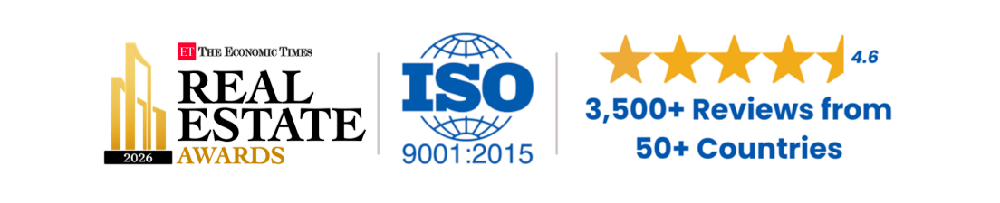 ET THE ECONOMIC TIMES
REAL
ESTATE
AWARDS
2026
ISO
9001:2015
4.6
3,500+ Reviews from
50+ Countries